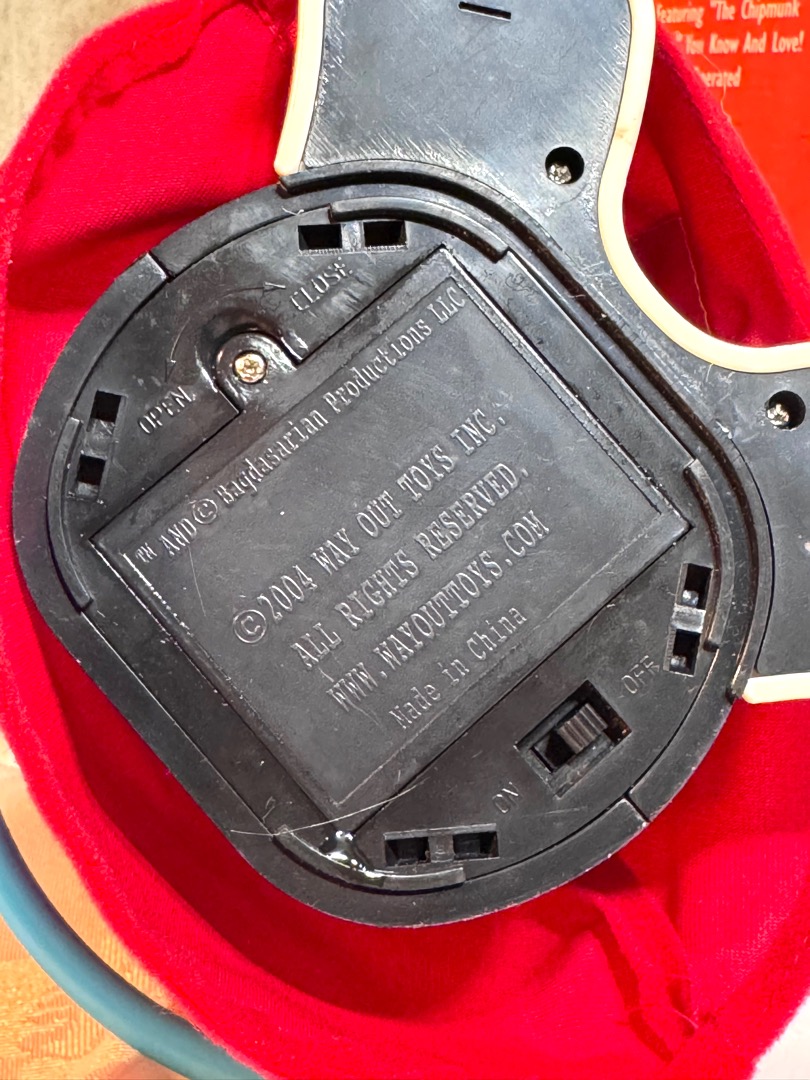 featuring "The Chipmunk
You Know And Love!
CLOSE
OPEN
™ AND © Bagdasarian Productions LLC
©2004 WAY OUT TOYS INC.
ALL RIGHTS RESERVED.
WWW.WAYOUTTOYS.COM
Made in China
OFF
ON